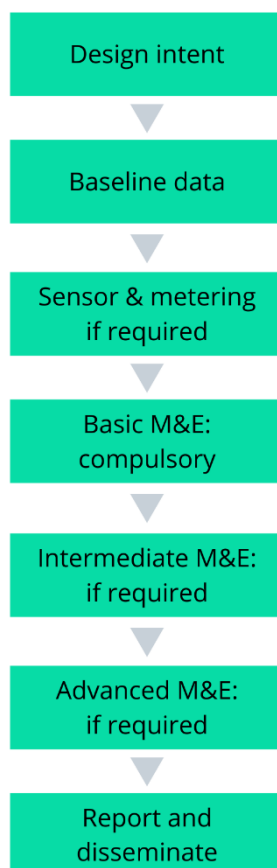 Design intent
Baseline data
Sensor & metering
if required
Basic M&E:
compulsory
Intermediate M&E:
if required
Advanced M&E:
if required
Report and
disseminate